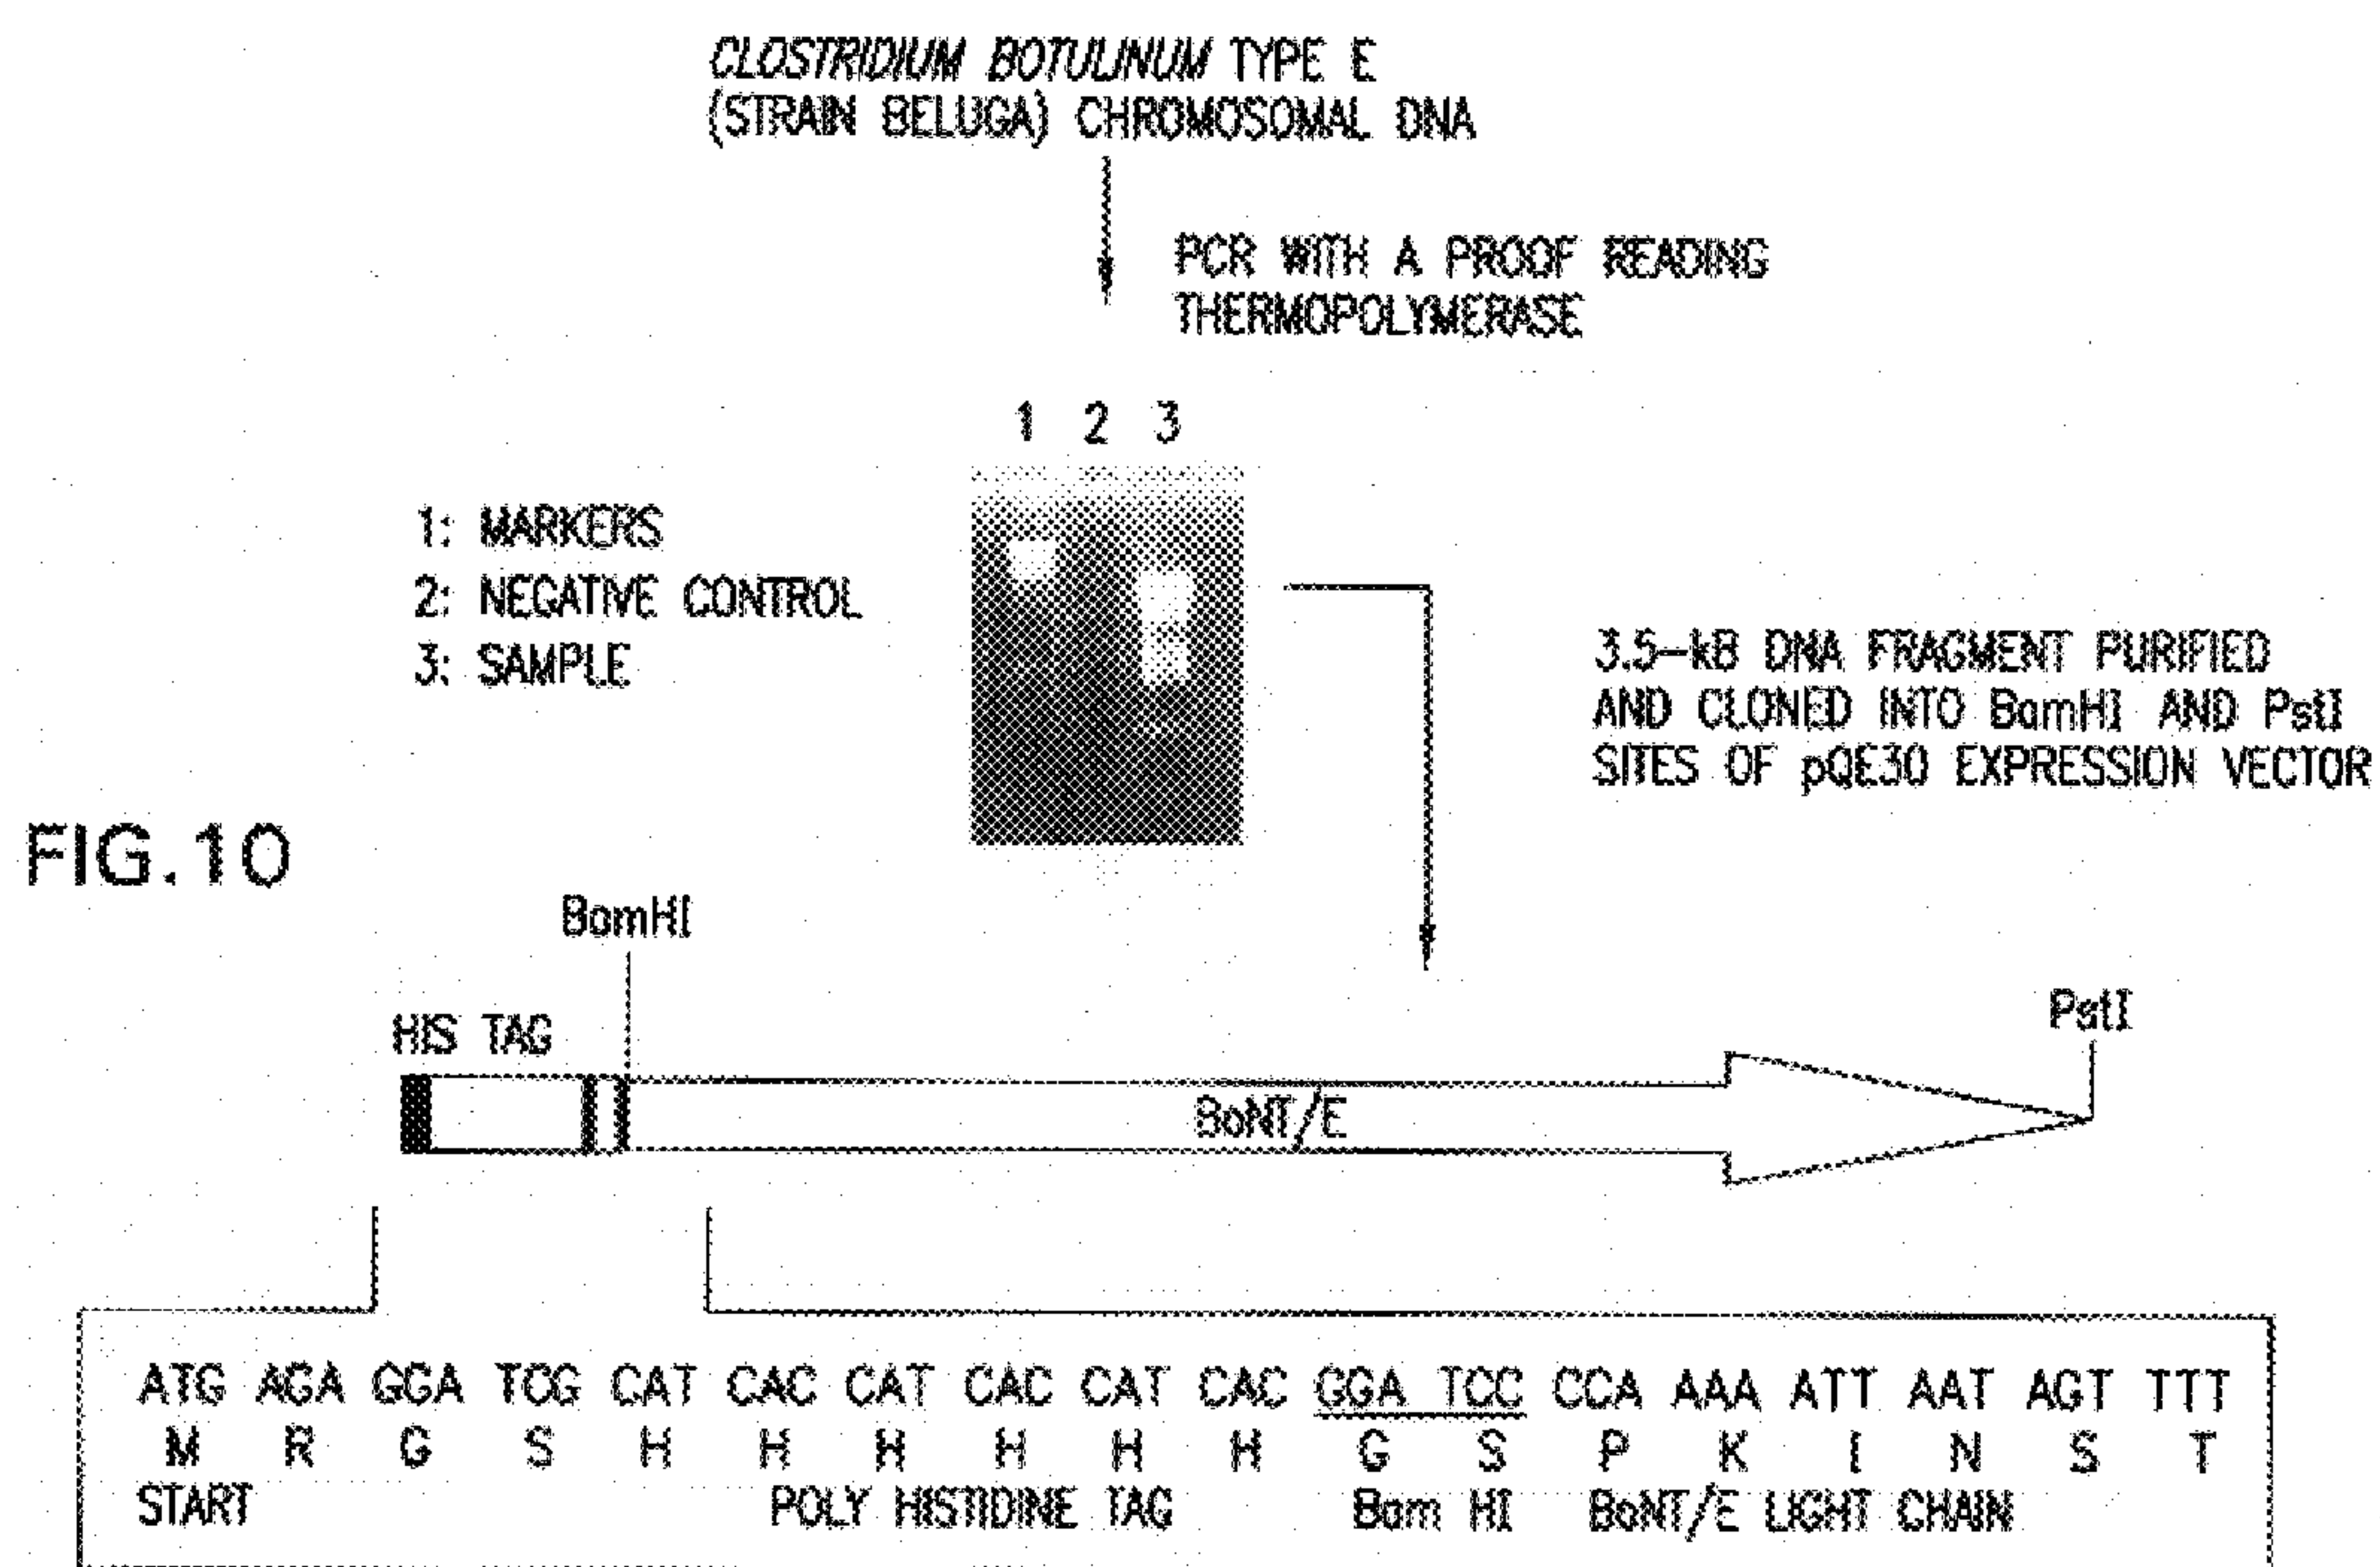 CLOSTRIDIUM BOTULINUM TYPE E
(STRAIN BELUGA) CHROMOSOMAL DNA
PCR WITH A PROOF READING
THERMOPOLYMERASE
1 2 3
1: MARKERS
2: NEGATIVE CONTROL
3: SAMPLE
3.5-kB DNA FRAGMENT PURIFIED
AND CLONED INTO BamHI AND PstI
SITES OF pQE30 EXPRESSION VECTOR
FIG.10
BamHI
HIS TAG
PstI
BoNT/E
ATG AGA GGA TCG CAT CAC CAT CAC CAT CAC GGA TCC CCA AAA ATT AAT AGT TTT
M R G S H H H H H H G S P K I N S T
START POLY HISTIDINE TAG Bam HI BoNT/E LIGHT CHAIN